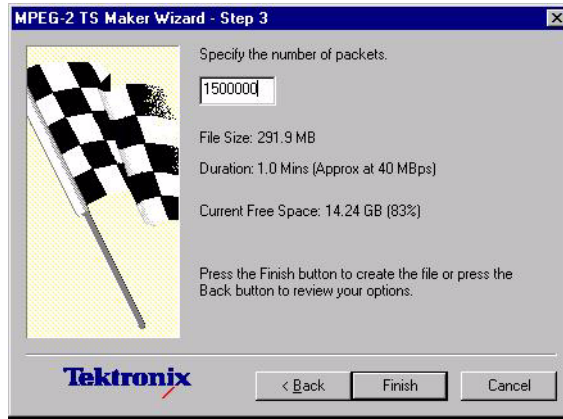 MPEG-2 TS Maker Wizard - Step 3
Specify the number of packets.
1500000
File Size: 291.9 MB
Duration: 1.0 Mins (Approx at 40 MBps)
Current Free Space: 14.24 GB (83%)
Press the Finish button to create the file or press the
Back button to review your options.
Tektronix
< Back
Finish
Cancel